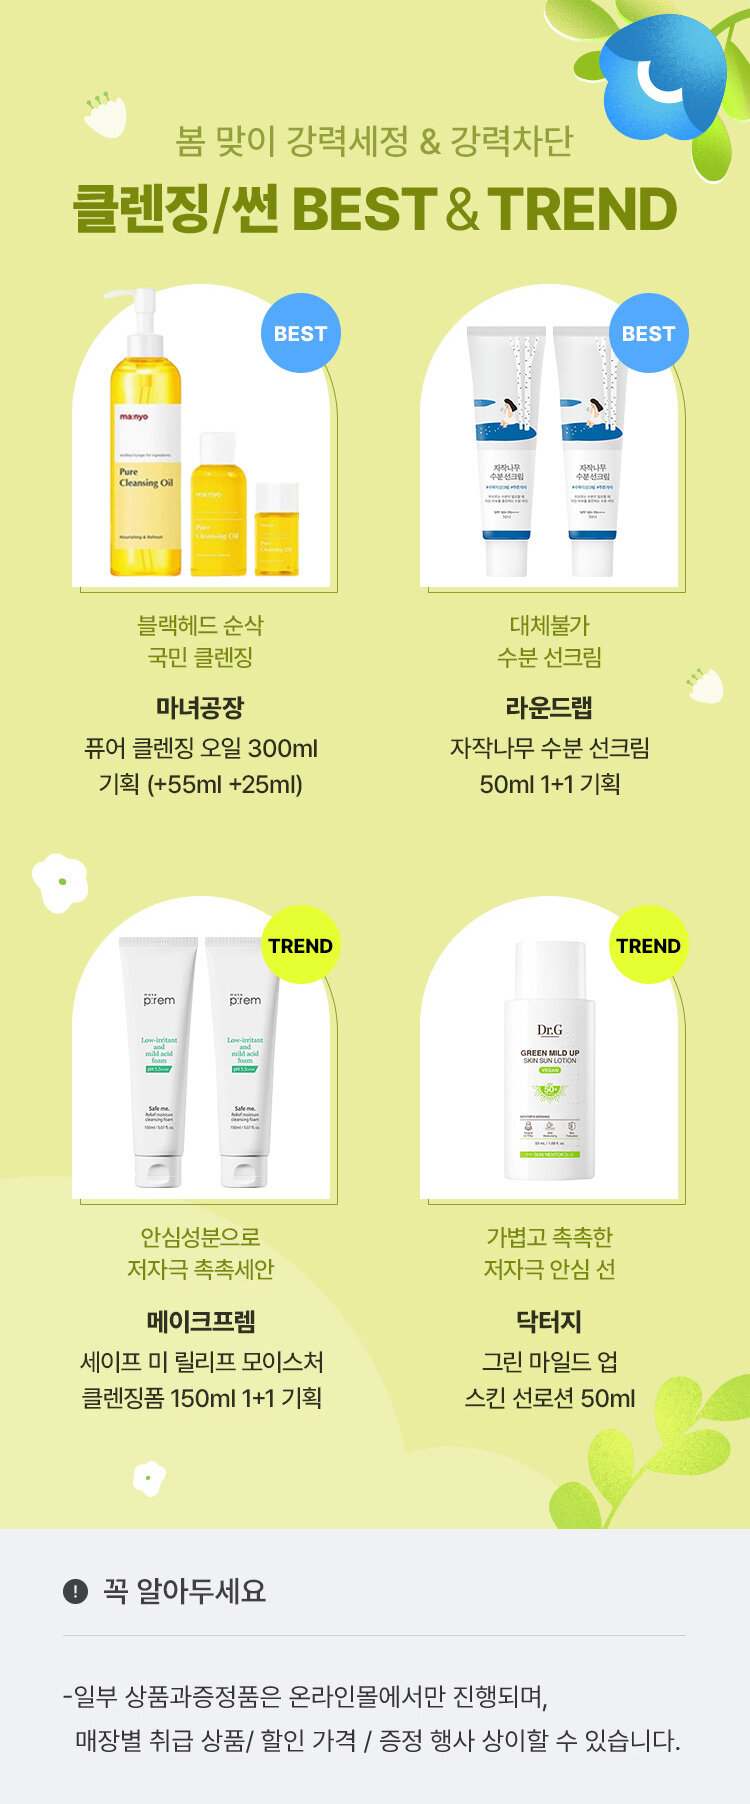 봄 맞이 강력세정 & 강력차단
클렌징/썬 BEST & TREND
BEST
ma:nyo
Pure
Cleansing Oil
Nourishing & Refresh
ma:nyo
Pure
Cleansing Oil
BEST
자작나무
수분선크림
자작나무
수분선크림
블랙헤드 순삭
국민 클렌징
마녀공장
퓨어 클렌징 오일 300ml
기획 (+55ml +25ml)
대체불가
수분 선크림
라운드랩
자작나무 수분 선크림
50ml 1+1 기획
TREND
make
p:rem
Low-irritant
and
mild acid
foam
Safe me.
Relief moisture
cleansing foam
make
p:rem
Low-irritant
and
mild acid
foam
Safe me.
Relief moisture
cleansing foam
TREND
Dr.G
GREEN MILD UP
SKIN SUN LOTION
VEGAN
50+
MY SKIN MENTOR Dr.G
안심성분으로
저자극 촉촉세안
메이크프렘
세이프 미 릴리프 모이스처
클렌징폼 150ml 1+1 기획
가볍고 촉촉한
저자극 안심 선
닥터지
그린 마일드 업
스킨 선로션 50ml
꼭 알아두세요
-일부 상품과증정품은 온라인몰에서만 진행되며,
매장별 취급 상품/ 할인 가격 / 증정 행사 상이할 수 있습니다.